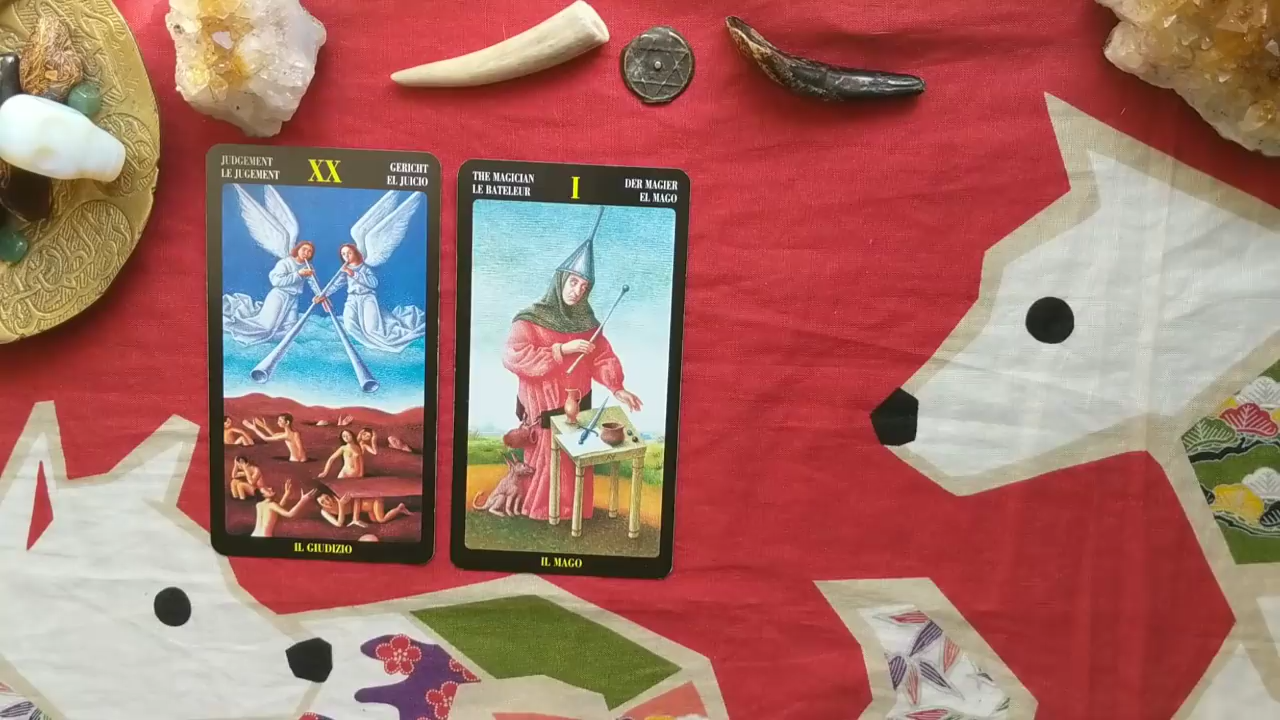 JUDGEMENT
LE JUGEMENT
XX
GERICHT
EL JUICIO
IL GIUDIZIO
THE MAGICIAN
LE BATELEUR
I
DER MAGIER
EL MAGO
IL MAGO